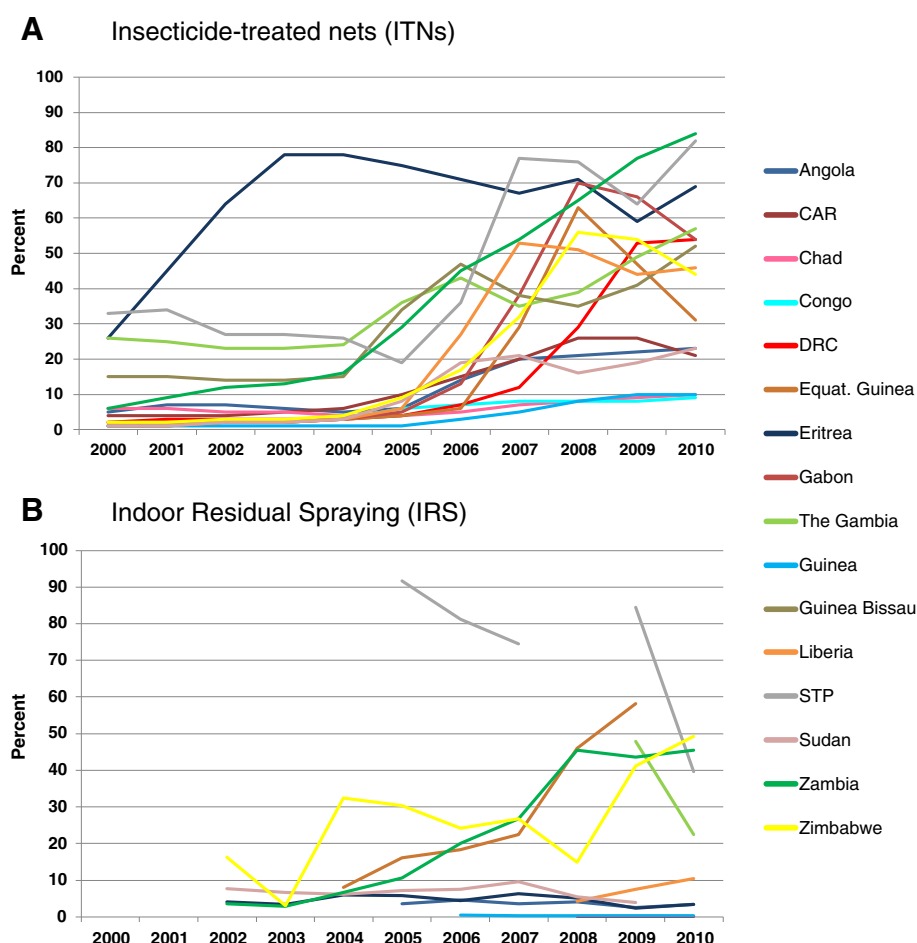 A Insecticide-treated nets (ITNs)
100
90
80
70
60
50
40
30
20
10
0
Percent
2000 2001 2002 2003 2004 2005 2006 2007 2008 2009 2010
Angola
CAR
Chad
Congo
DRC
Equat. Guinea
Eritrea
Gabon
The Gambia
Guinea
Guinea Bissau
Liberia
STP
Sudan
Zambia
Zimbabwe
B Indoor Residual Spraying (IRS)
100
90
80
70
60
50
40
30
20
10
0
Percent
2000 2001 2002 2003 2004 2005 2006 2007 2008 2009 2010